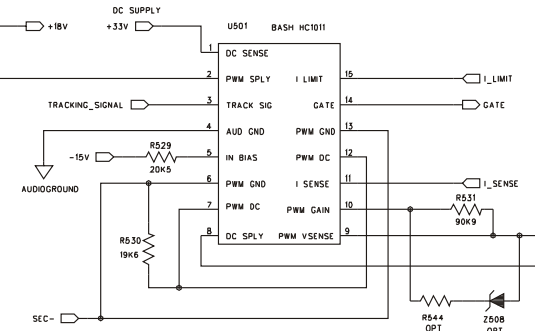 DC SUPPLY
+18V
+33V
U501 BASH HC1011
1 DC SENSE
2 PWM SPLY I LIMIT 15 I_LIMIT
TRACKING_SIGNAL 3 TRACK SIG GATE 14 GATE
4 AUD GND PWM GND 13
R529
-15V 5 IN BIAS PWM DC 12
20K5
AUDIOGROUND
6 PWM GND I SENSE 11 I_SENSE
R531
7 PWM DC PWM GAIN 10
90K9
8 DC SPLY PWM VSENSE 9
R530
19K6
SEC-
R544
OPT
Z508
OPT